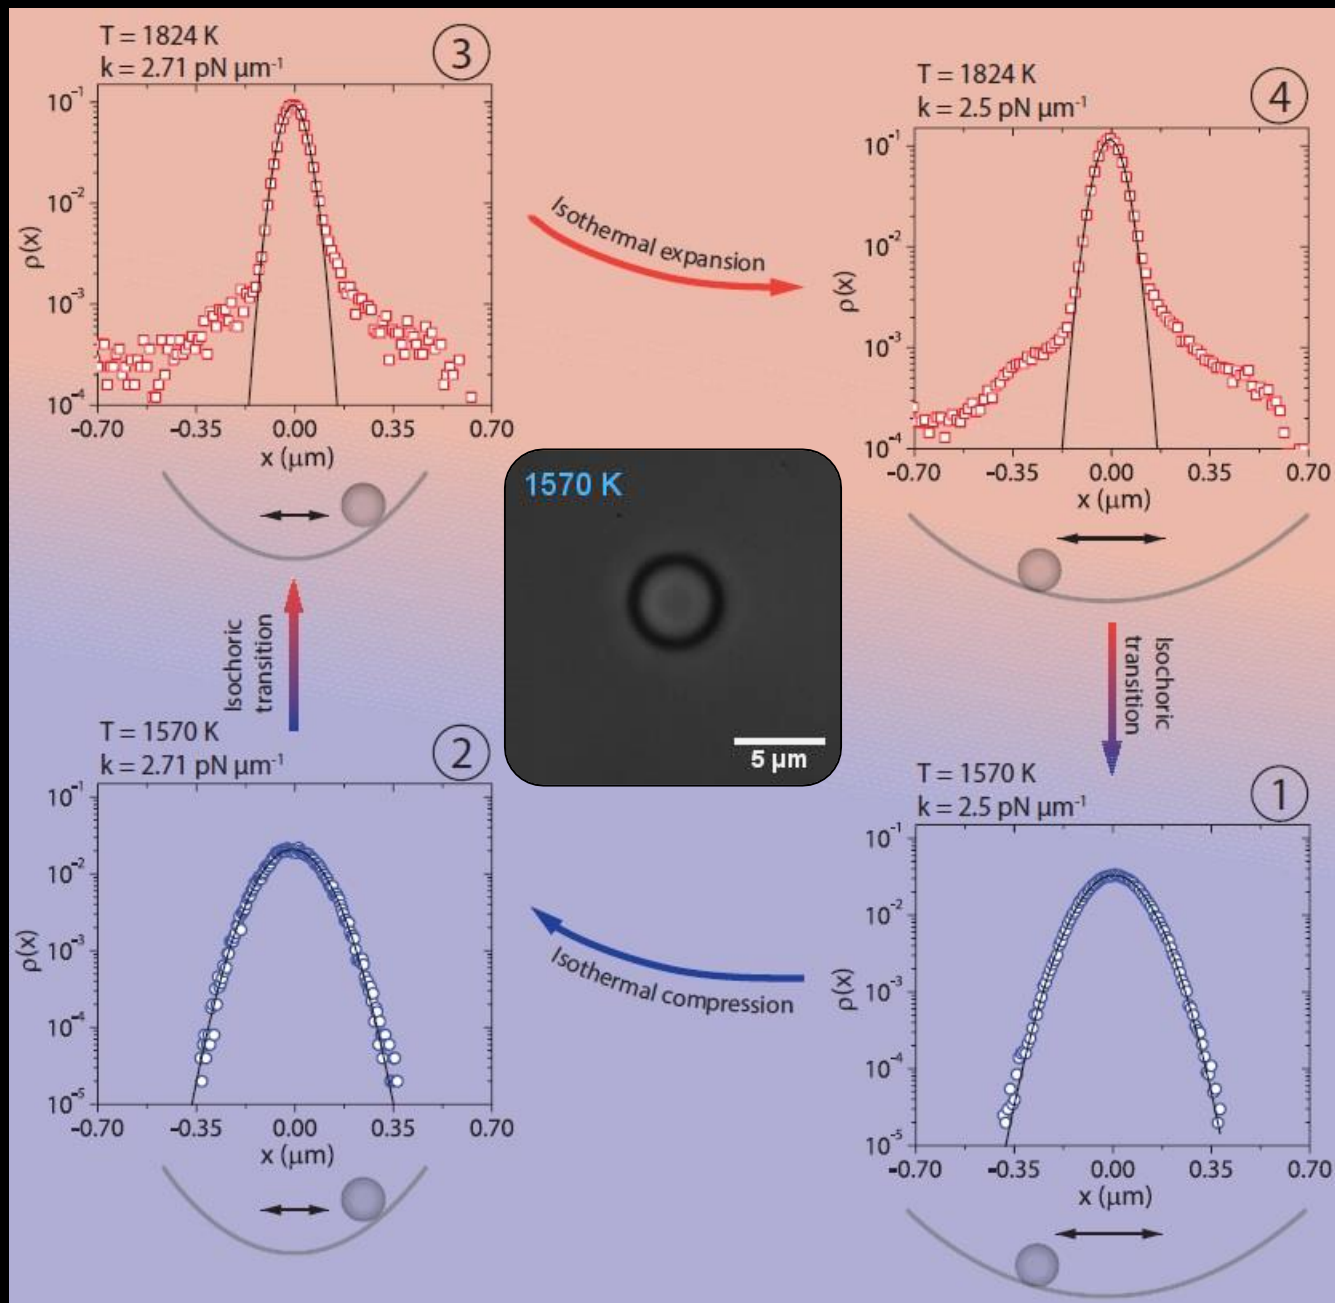 T = 1824 K
k = 2.71 pN µm⁻¹
3
10⁻¹
10⁻²
10⁻³
10⁻⁴
ρ(x)
-0.70 -0.35 0.00 0.35 0.70
x (µm)
T = 1824 K
k = 2.5 pN µm⁻¹
4
10⁻¹
10⁻²
10⁻³
10⁻⁴
ρ(x)
-0.70 -0.35 0.00 0.35 0.70
x (µm)
Isothermal expansion
1570 K
5 µm
Isochoric
transition
Isochoric
transition
T = 1570 K
k = 2.71 pN µm⁻¹
2
10⁻¹
10⁻²
10⁻³
10⁻⁴
10⁻⁵
ρ(x)
-0.70 -0.35 0.00 0.35 0.70
x (µm)
T = 1570 K
k = 2.5 pN µm⁻¹
1
10⁻¹
10⁻²
10⁻³
10⁻⁴
10⁻⁵
ρ(x)
-0.70 -0.35 0.00 0.35 0.70
x (µm)
Isothermal compression